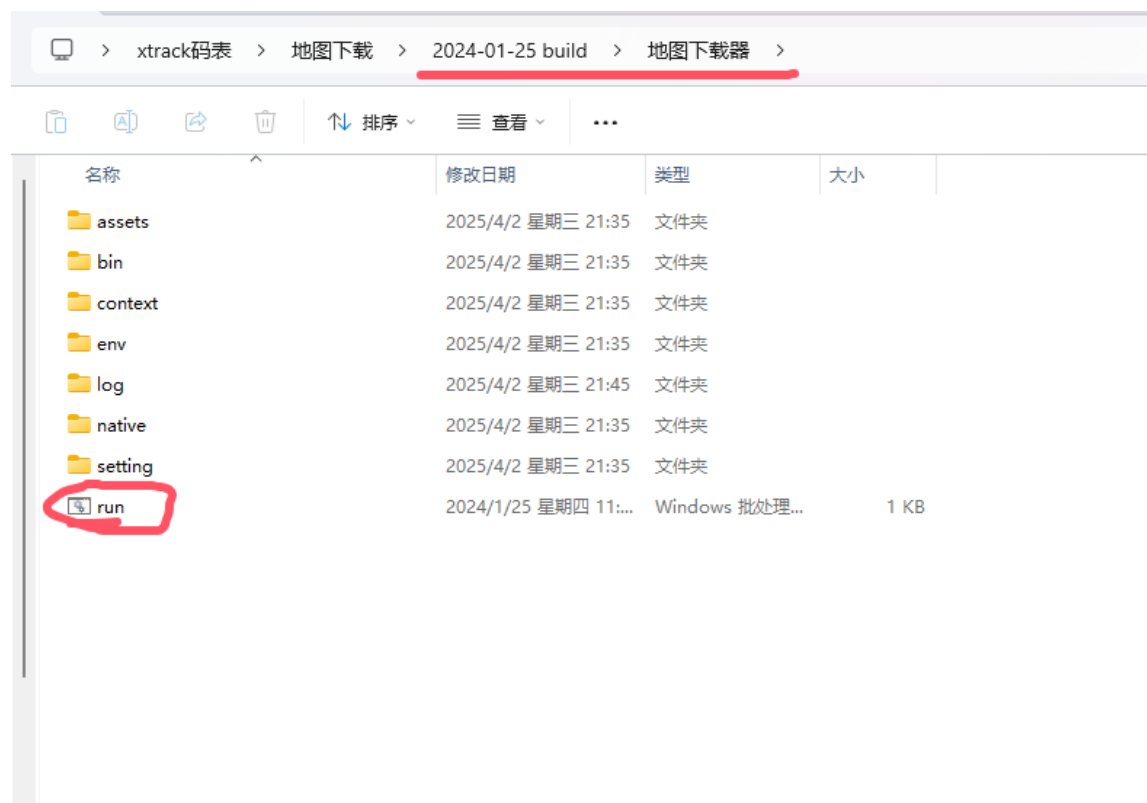 xtrack码表 > 地图下载 > 2024-01-25 build > 地图下载器 >
排序 查看 ...
名称 修改日期 类型 大小
assets 2025/4/2 星期三 21:35 文件夹
bin 2025/4/2 星期三 21:35 文件夹
context 2025/4/2 星期三 21:35 文件夹
env 2025/4/2 星期三 21:35 文件夹
log 2025/4/2 星期三 21:45 文件夹
native 2025/4/2 星期三 21:35 文件夹
setting 2025/4/2 星期三 21:35 文件夹
run 2024/1/25 星期四 11:... Windows 批处理... 1 KB